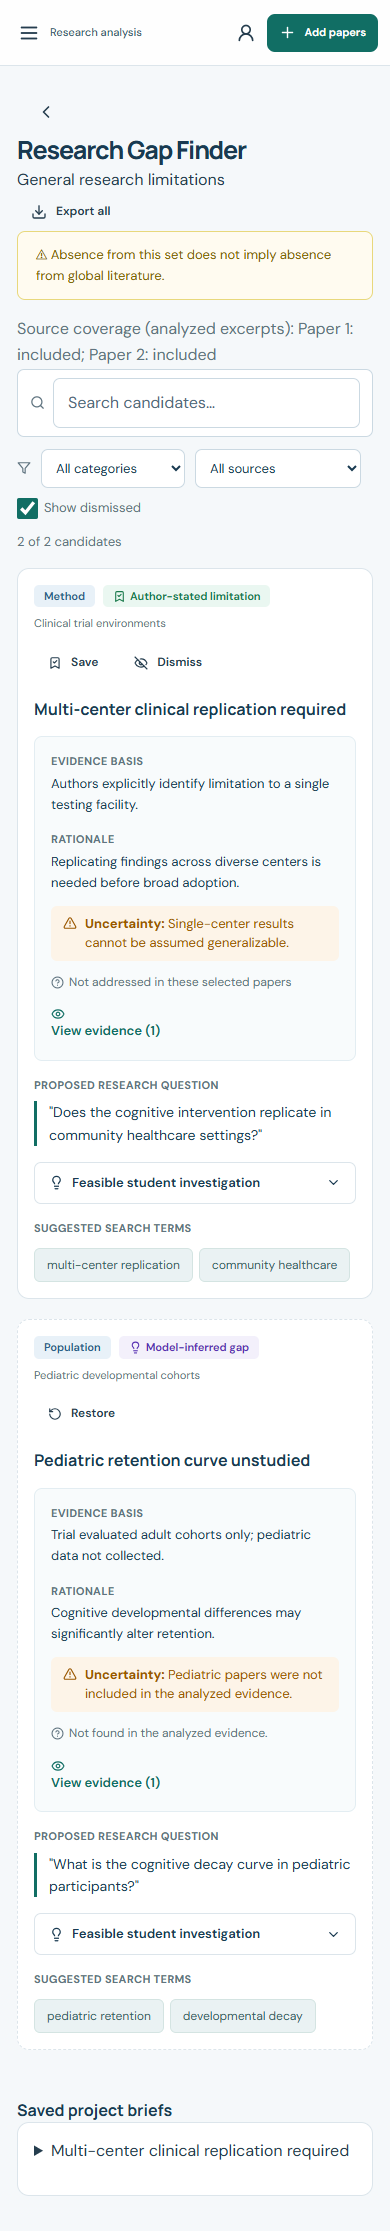 Research analysis
Add papers
Research Gap Finder
General research limitations
Export all
Absence from this set does not imply absence
from global literature.
Source coverage (analyzed excerpts): Paper 1:
included; Paper 2: included
Search candidates...
All categories
All sources
Show dismissed
2 of 2 candidates
Method
Author-stated limitation
Clinical trial environments
Save
Dismiss
Multi-center clinical replication required
EVIDENCE BASIS
Authors explicitly identify limitation to a single
testing facility.
RATIONALE
Replicating findings across diverse centers is
needed before broad adoption.
Uncertainty: Single-center results
cannot be assumed generalizable.
Not addressed in these selected papers
View evidence (1)
PROPOSED RESEARCH QUESTION
"Does the cognitive intervention replicate in
community healthcare settings?"
Feasible student investigation
SUGGESTED SEARCH TERMS
multi-center replication
community healthcare
Population
Model-inferred gap
Pediatric developmental cohorts
Restore
Pediatric retention curve unstudied
EVIDENCE BASIS
Trial evaluated adult cohorts only; pediatric
data not collected.
RATIONALE
Cognitive developmental differences may
significantly alter retention.
Uncertainty: Pediatric papers were not
included in the analyzed evidence.
Not found in the analyzed evidence.
View evidence (1)
PROPOSED RESEARCH QUESTION
"What is the cognitive decay curve in pediatric
participants?"
Feasible student investigation
SUGGESTED SEARCH TERMS
pediatric retention
developmental decay
Saved project briefs
Multi-center clinical replication required